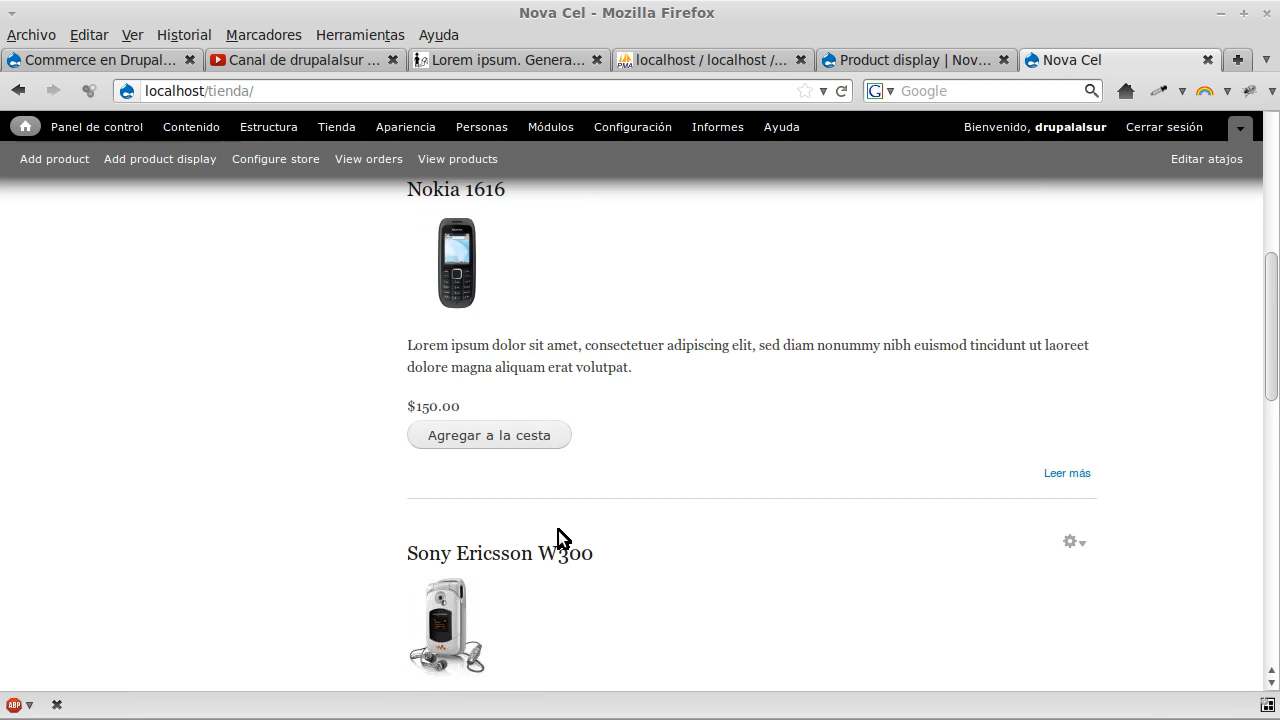 Nova Cel - Mozilla Firefox
Archivo Editar Ver Historial Marcadores Herramientas Ayuda
Commerce en Drupal... Canal de drupalalsur ... Lorem ipsum. Genera... localhost / localhost /... Product display | Nov... Nova Cel
localhost/tienda/ Google
Panel de control Contenido Estructura Tienda Apariencia Personas Módulos Configuración Informes Ayuda Bienvenido, drupalalsur Cerrar sesión
Add product Add product display Configure store View orders View products Editar atajos
Nokia 1616
Lorem ipsum dolor sit amet, consectetuer adipiscing elit, sed diam nonummy nibh euismod tincidunt ut laoreet
dolore magna aliquam erat volutpat.
$150.00
Agregar a la cesta
Leer más
Sony Ericsson W300
ABP